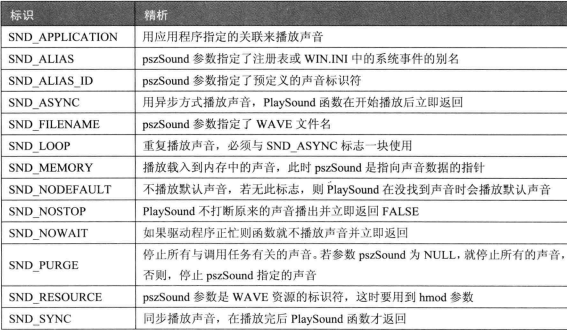 标识 精析
SND_APPLICATION 用应用程序指定的关联来播放声音
SND_ALIAS pszSound 参数指定了注册表或 WIN.INI 中的系统事件的别名
SND_ALIAS_ID pszSound 参数指定了预定义的声音标识符
SND_ASYNC 用异步方式播放声音，PlaySound 函数在开始播放后立即返回
SND_FILENAME pszSound 参数指定了 WAVE 文件名
SND_LOOP 重复播放声音，必须与 SND_ASYNC 标志一块使用
SND_MEMORY 播放载入到内存中的声音，此时 pszSound 是指向声音数据的指针
SND_NODEFAULT 不播放默认声音，若无此标志，则 PlaySound 在没找到声音时会播放默认声音
SND_NOSTOP PlaySound 不打断原来的声音播出并立即返回 FALSE
SND_NOWAIT 如果驱动程序正忙则函数就不播放声音并立即返回
SND_PURGE 停止所有与调用任务有关的声音。若参数 pszSound 为 NULL，就停止所有的声音，
否则，停止 pszSound 指定的声音
SND_RESOURCE pszSound 参数是 WAVE 资源的标识符，这时要用到 hmod 参数
SND_SYNC 同步播放声音，在播放完后 PlaySound 函数才返回